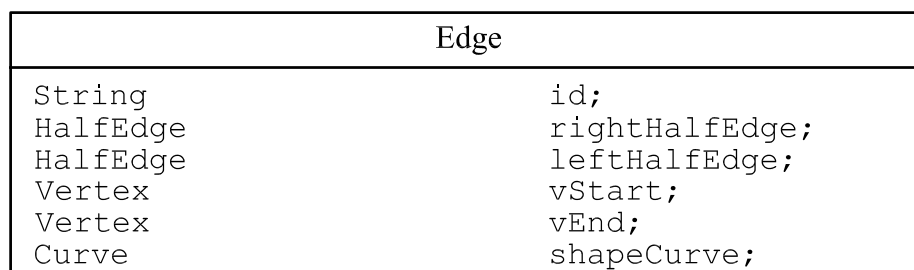 Edge
String id;
HalfEdge rightHalfEdge;
HalfEdge leftHalfEdge;
Vertex vStart;
Vertex vEnd;
Curve shapeCurve;